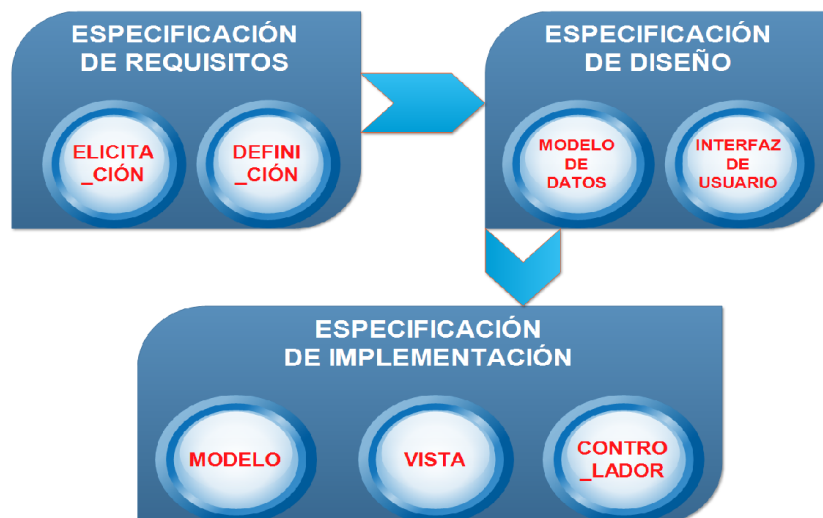 ESPECIFICACIÓN
DE REQUISITOS
ELICITA
_CIÓN
DEFINI
_CIÓN
ESPECIFICACIÓN
DE DISEÑO
MODELO
DE
DATOS
INTERFAZ
DE
USUARIO
ESPECIFICACIÓN
DE IMPLEMENTACIÓN
MODELO
VISTA
CONTRO
_LADOR